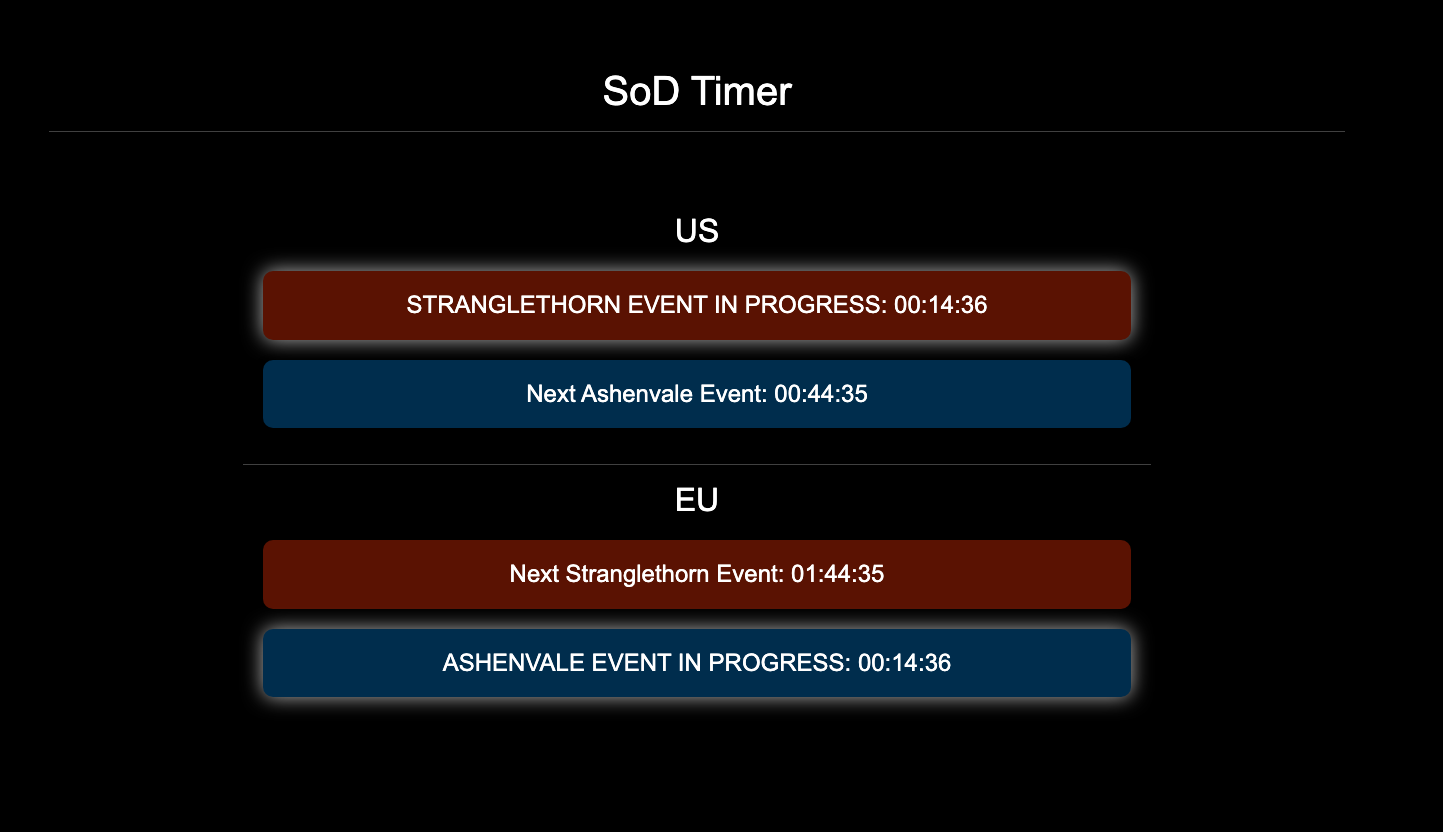 SoD Timer
US
STRANGLETHORN EVENT IN PROGRESS: 00:14:36
Next Ashenvale Event: 00:44:35
EU
Next Stranglethorn Event: 01:44:35
ASHENVALE EVENT IN PROGRESS: 00:14:36